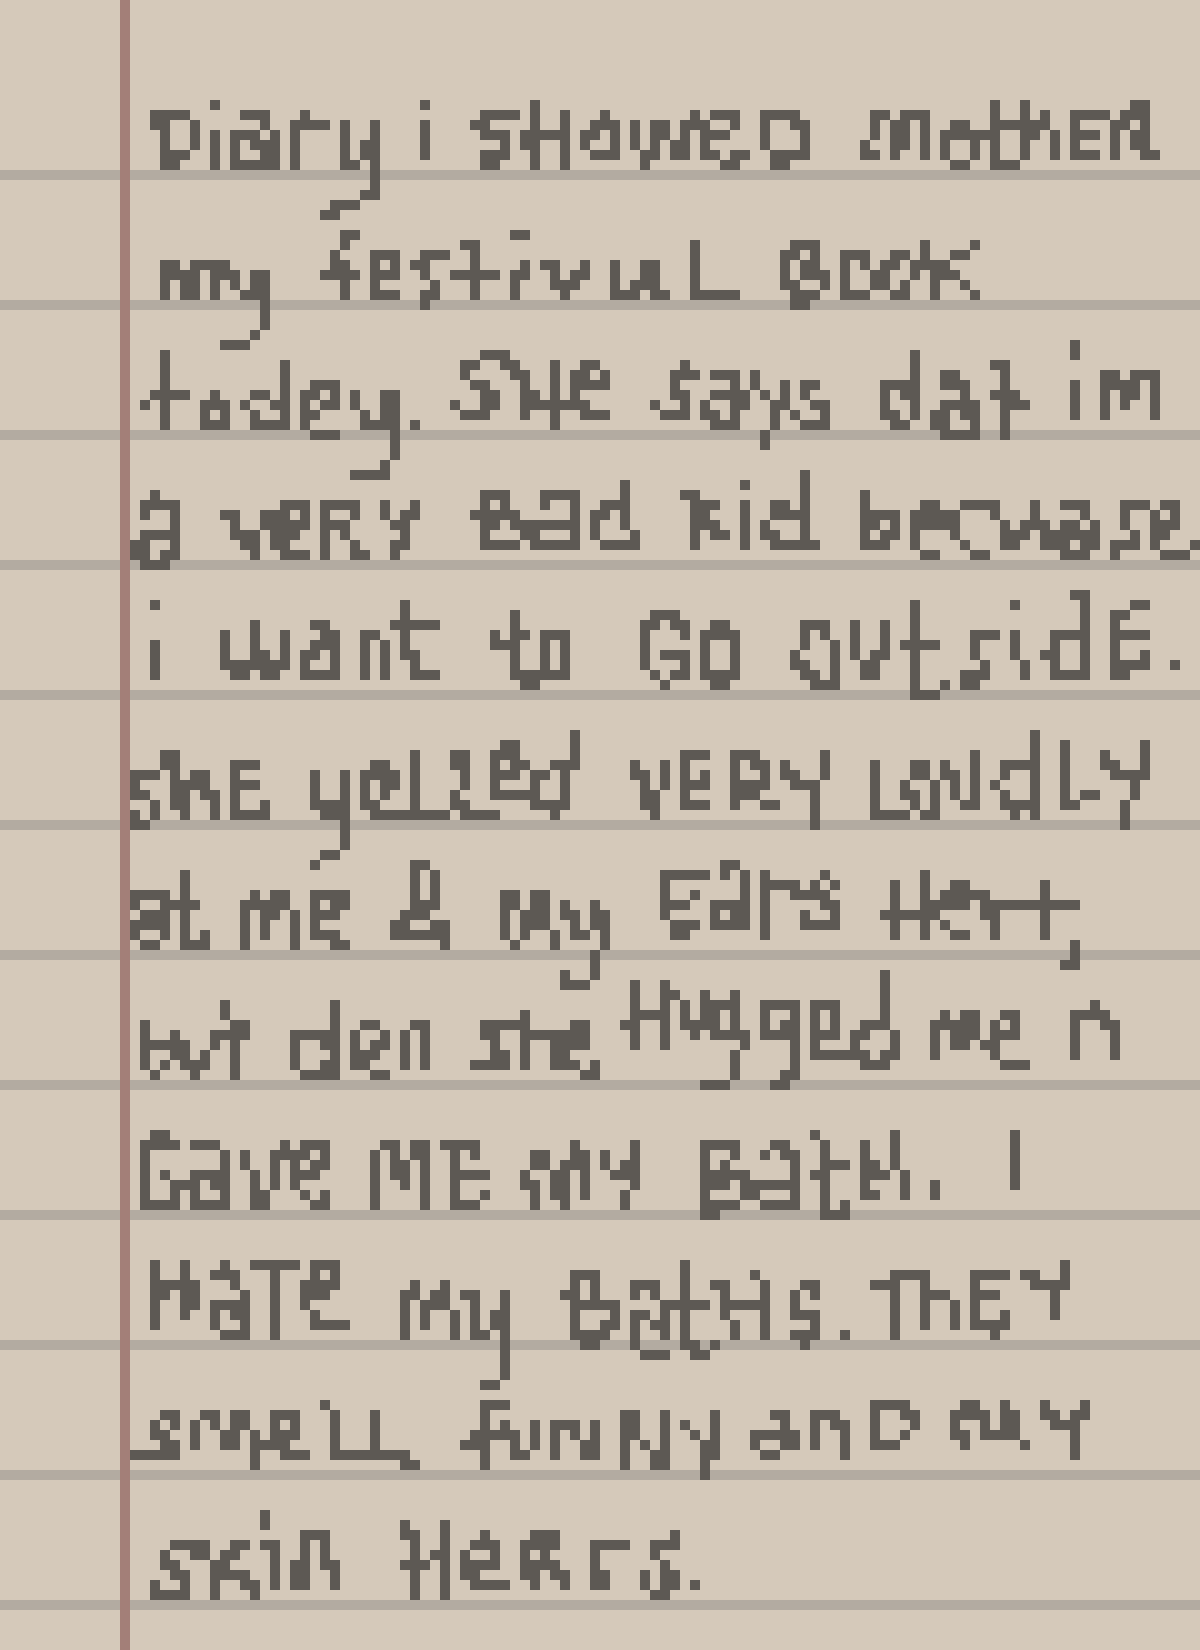 Diary i sHowED motHER
my festivuL Book
todey. SHe says dat im
a veRy Bad kid becuase
i want to Go outsidE.
sHE yelled vERY LoudLY
at me & my Ears Hert,
but den sHe Hugged me n
Gave ME my BatH. I
HATe my BatHs. ThEY
smell fuNNy anD my
skin Hears.